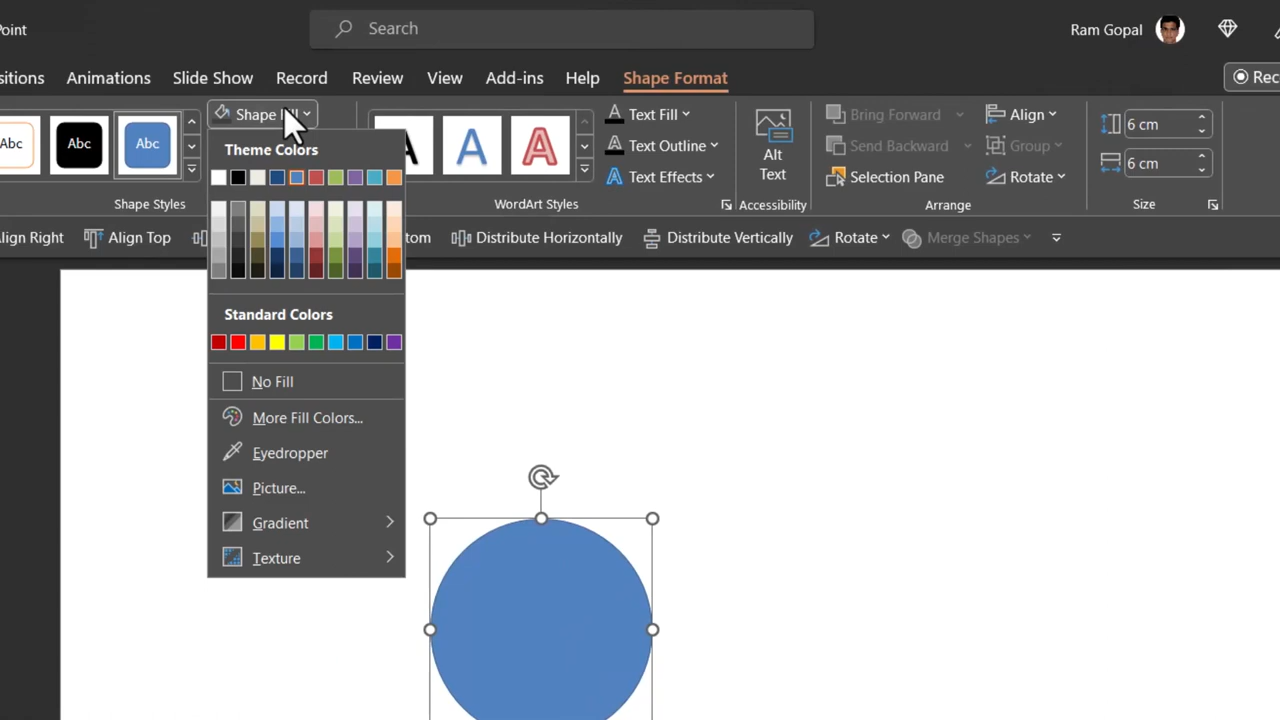 Point
Search
Ram Gopal
sitions
Animations
Slide Show
Record
Review
View
Add-ins
Help
Shape Format
Rec
Abc
Abc
Abc
Shape
A
A
A
Text Fill
Text Outline
Text Effects
Alt
Text
Bring Forward
Send Backward
Selection Pane
Align
Group
Rotate
6 cm
6 cm
Shape Styles
WordArt Styles
Accessibility
Arrange
Size
lign Right
Align Top
tom
Distribute Horizontally
Distribute Vertically
Rotate
Merge Shapes
Theme Colors
Standard Colors
No Fill
More Fill Colors...
Eyedropper
Picture...
Gradient
Texture